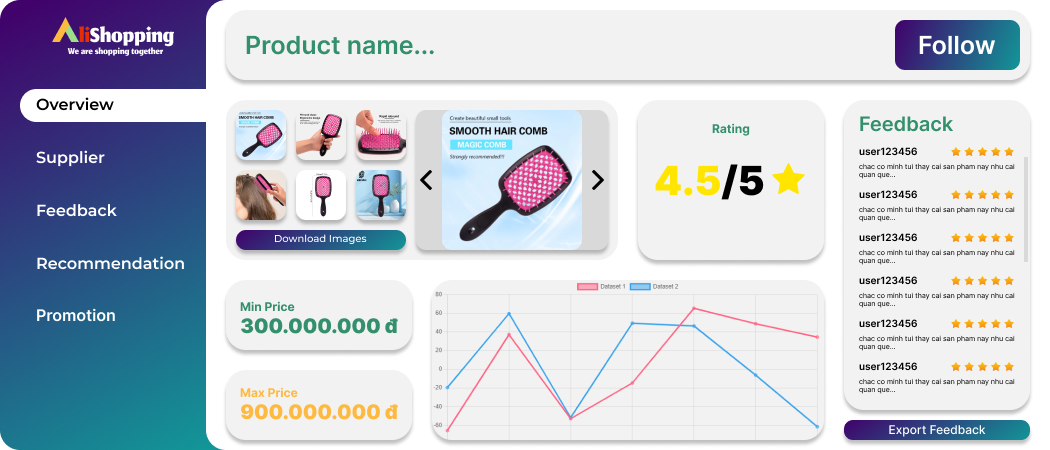 AliShopping
We are shopping together
Overview
Supplier
Feedback
Recommendation
Promotion
Product name...
Follow
SMOOTH HAIR COMB
Download Images
Create beautiful small tools
SMOOTH HAIR COMB
MAGIC COMB
Strongly recommended!!!
Rating
4.5/5
Min Price
300.000.000 đ
Max Price
900.000.000 đ
Dataset 1
Dataset 2
80
60
40
20
0
-20
-40
-60
Feedback
user123456
chac co minh tui thay cai san pham nay nhu cai
quan que...
user123456
chac co minh tui thay cai san pham nay nhu cai
quan que...
user123456
chac co minh tui thay cai san pham nay nhu cai
quan que...
user123456
chac co minh tui thay cai san pham nay nhu cai
quan que...
user123456
chac co minh tui thay cai san pham nay nhu cai
quan que...
user123456
chac co minh tui thay cai san pham nay nhu cai
quan que...
Export Feedback